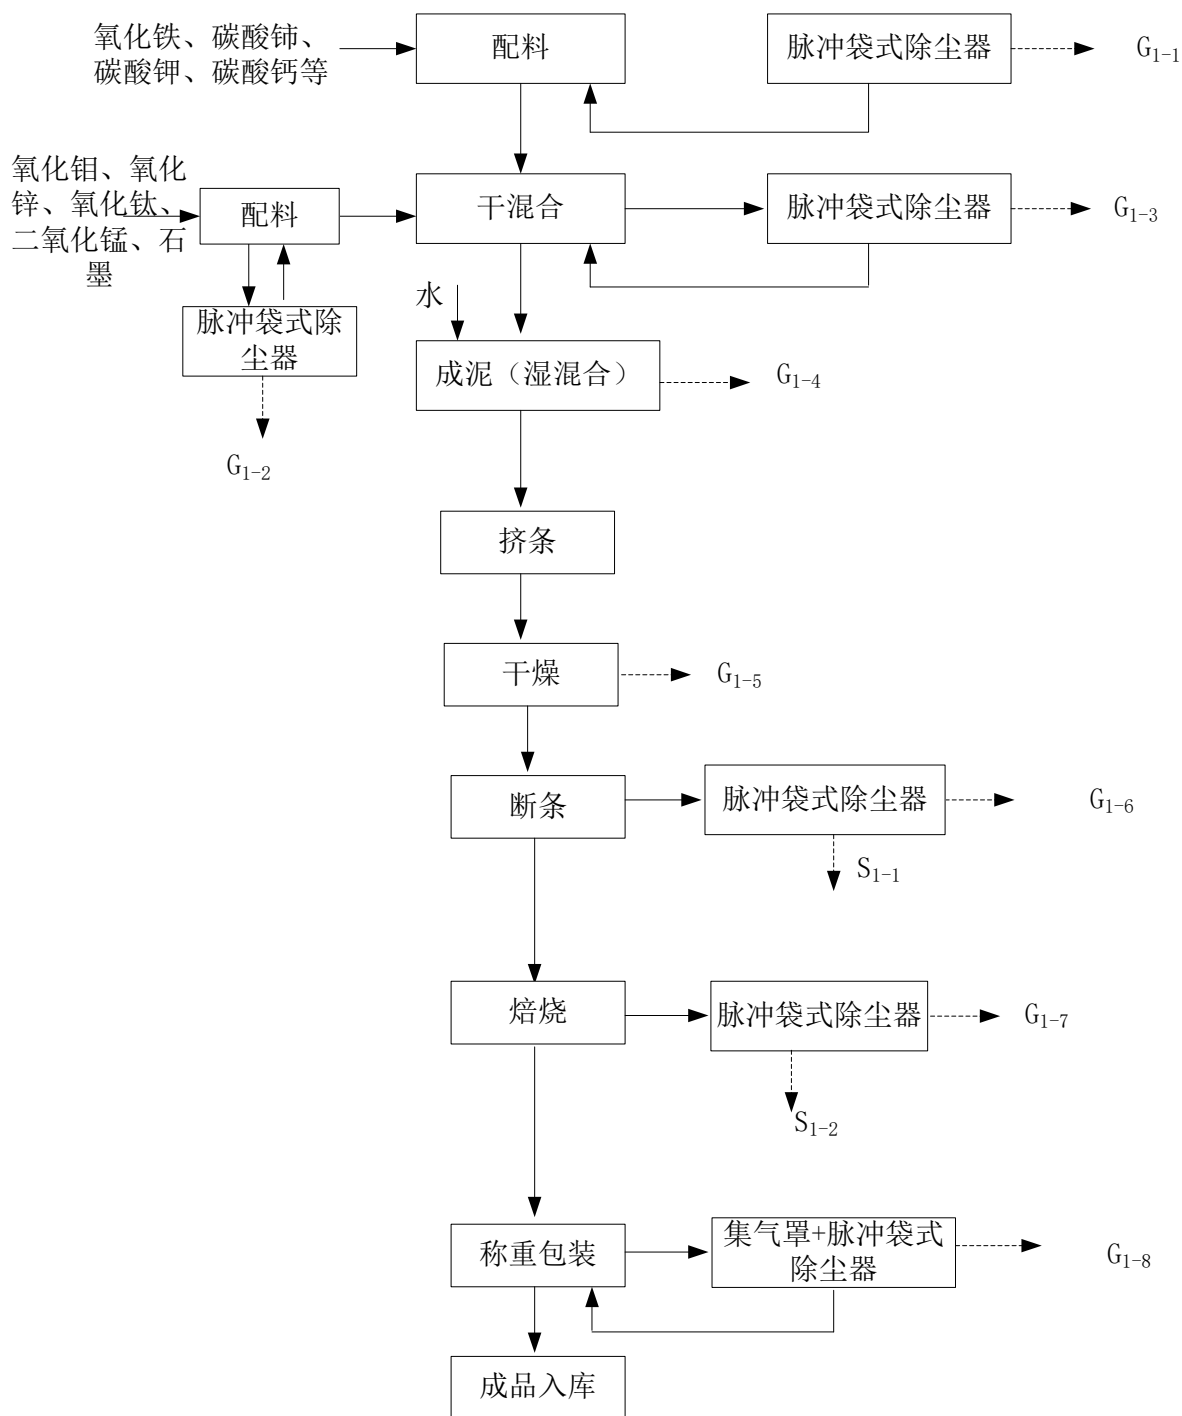 氧化铁、碳酸铈、
碳酸钾、碳酸钙等
配料
脉冲袋式除尘器
G1-1
氧化钼、氧化
锌、氧化钛、
二氧化锰、石
墨
配料
干混合
脉冲袋式除尘器
G1-3
水
脉冲袋式除
尘器
成泥（湿混合）
G1-4
G1-2
挤条
干燥
G1-5
断条
脉冲袋式除尘器
G1-6
S1-1
焙烧
脉冲袋式除尘器
G1-7
S1-2
称重包装
集气罩+脉冲袋式
除尘器
G1-8
成品入库